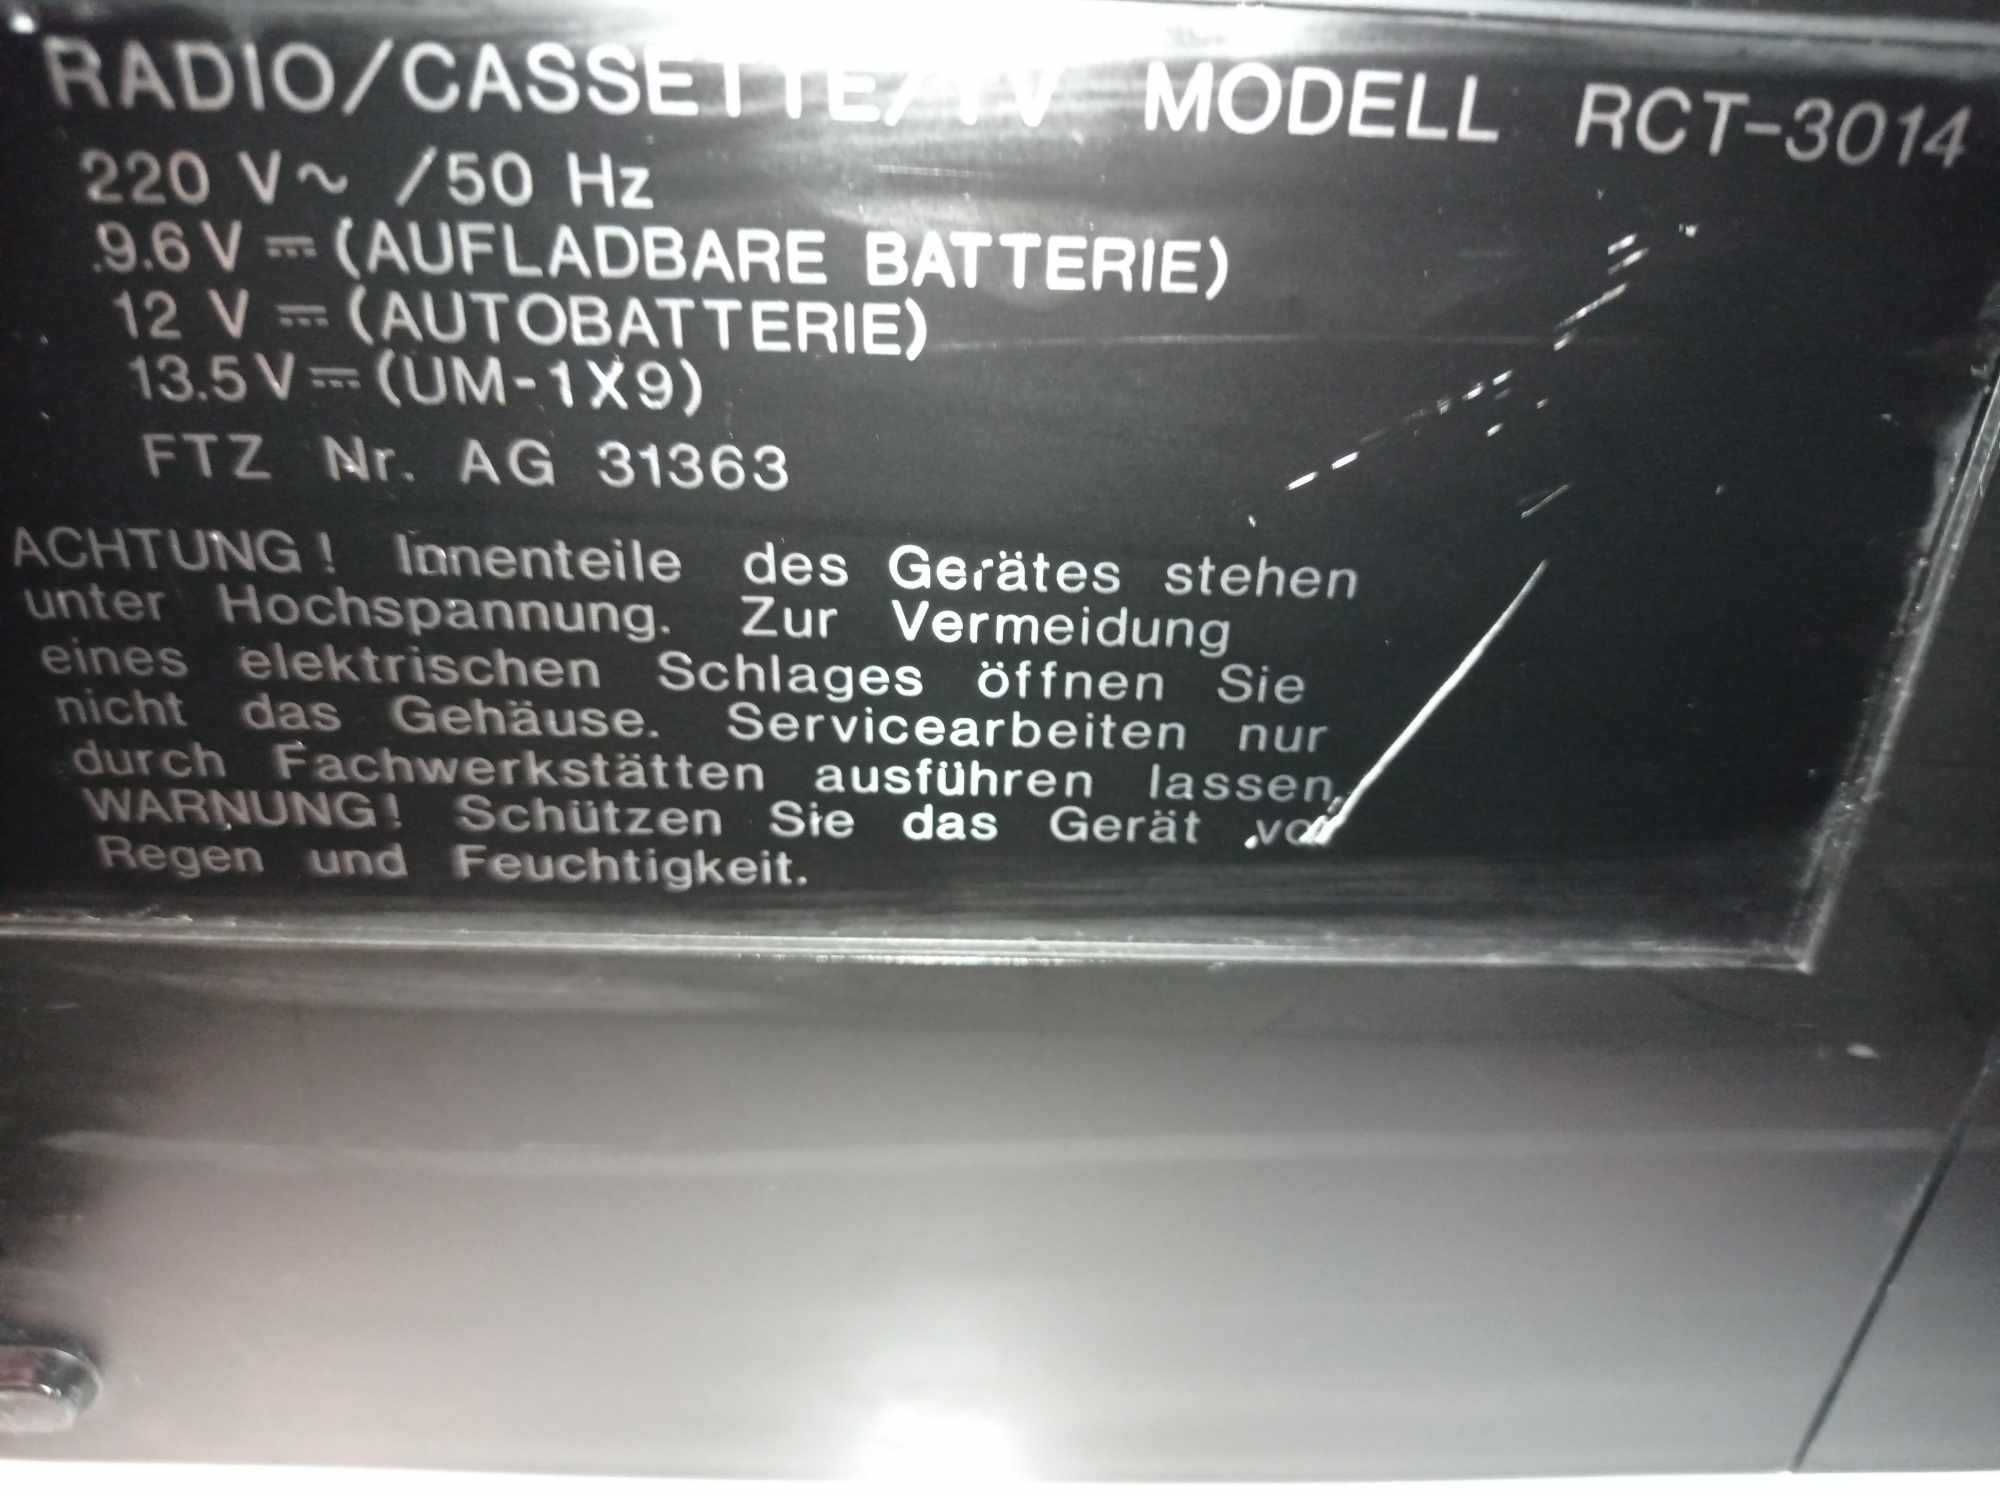 RADIO/CASSETTE/TV MODELL RCT-3014
220 V~ /50 Hz
9.6 V ⎓ (AUFLADBARE BATTERIE)
12 V ⎓ (AUTOBATTERIE)
13.5 V ⎓ (UM-1X9)
FTZ Nr. AG 31363
ACHTUNG! Innenteile des Gerätes stehen
unter Hochspannung. Zur Vermeidung
eines elektrischen Schlages öffnen Sie
nicht das Gehäuse. Servicearbeiten nur
durch Fachwerkstätten ausführen lassen.
WARNUNG! Schützen Sie das Gerät vor
Regen und Feuchtigkeit.